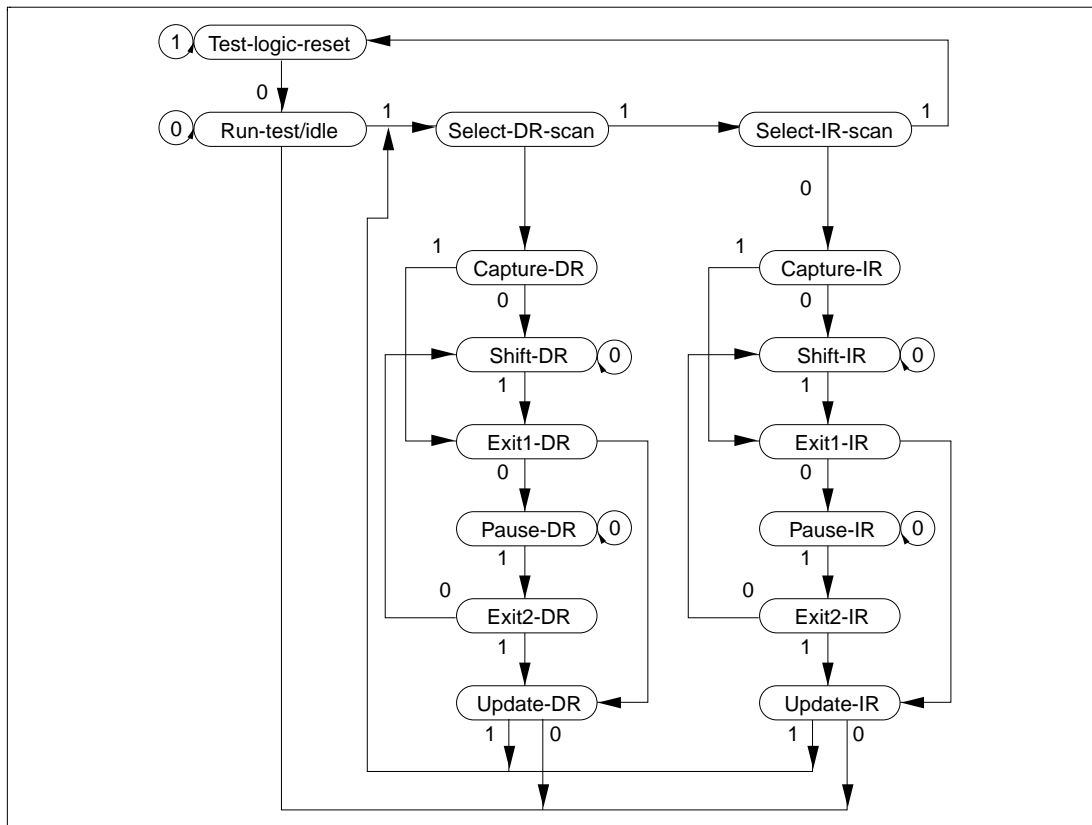 1 Test-logic-reset
0
0 Run-test/idle 1 Select-DR-scan 1 Select-IR-scan 1
0
1 Capture-DR 1 Capture-IR
0 0
Shift-DR 0 Shift-IR 0
1 1
Exit1-DR Exit1-IR
0 0
Pause-DR 0 Pause-IR 0
1 1
0 Exit2-DR 0 Exit2-IR
1 1
Update-DR Update-IR
1 0 1 0